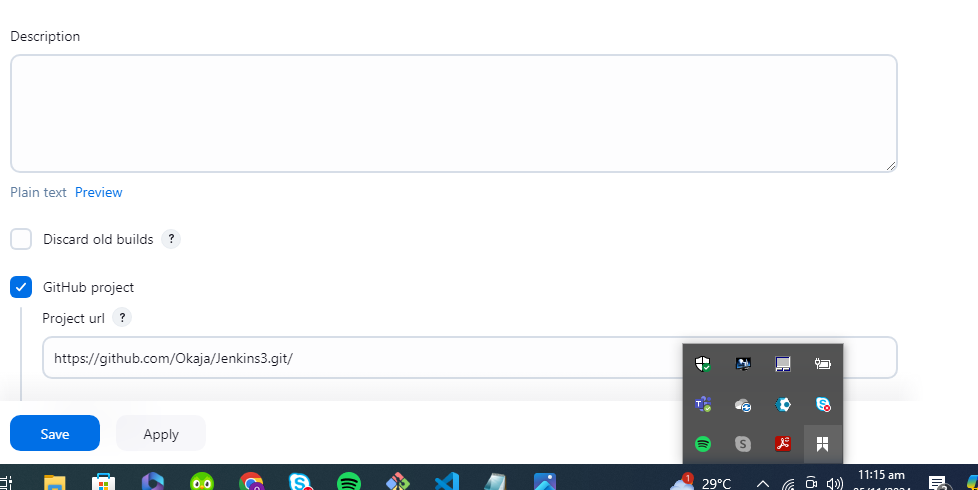 Description
Plain text Preview
Discard old builds ?
GitHub project
Project url ?
https://github.com/Okaja/Jenkins3.git/
Save Apply
1 29°C 11:15 am